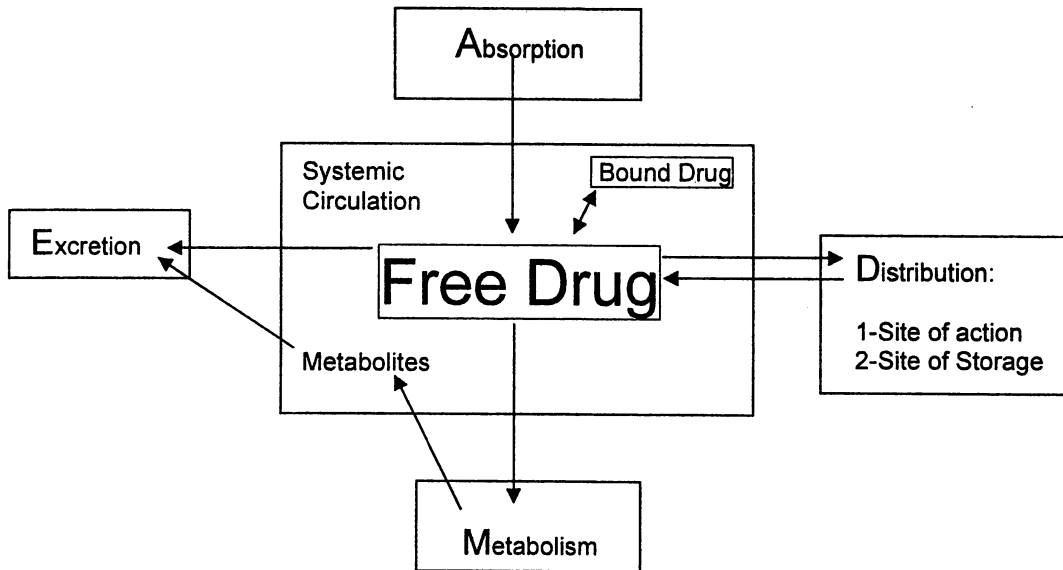 Absorption
Systemic
Circulation
Bound Drug
Excretion
Free Drug
Distribution:
1-Site of action
2-Site of Storage
Metabolites
Metabolism